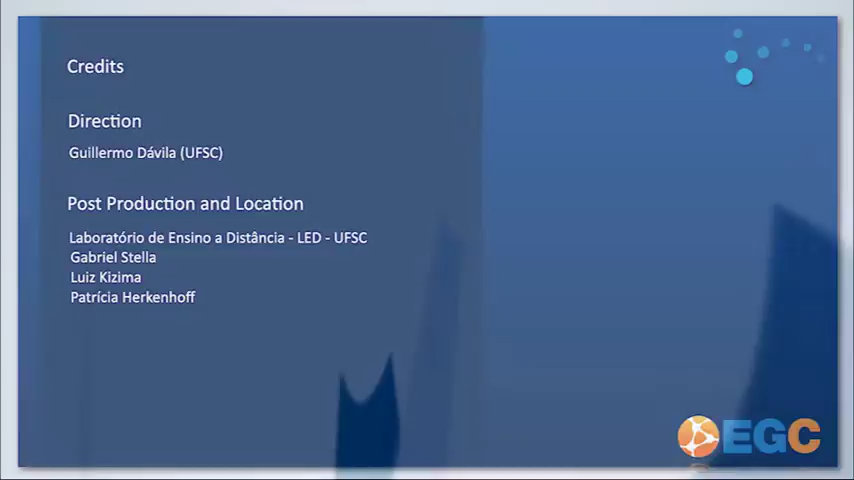 Credits
Direction
Guillermo Dávila (UFSC)
Post Production and Location
Laboratório de Ensino a Distância - LED - UFSC
Gabriel Stella
Luiz Kizima
Patrícia Herkenhoff
EGC